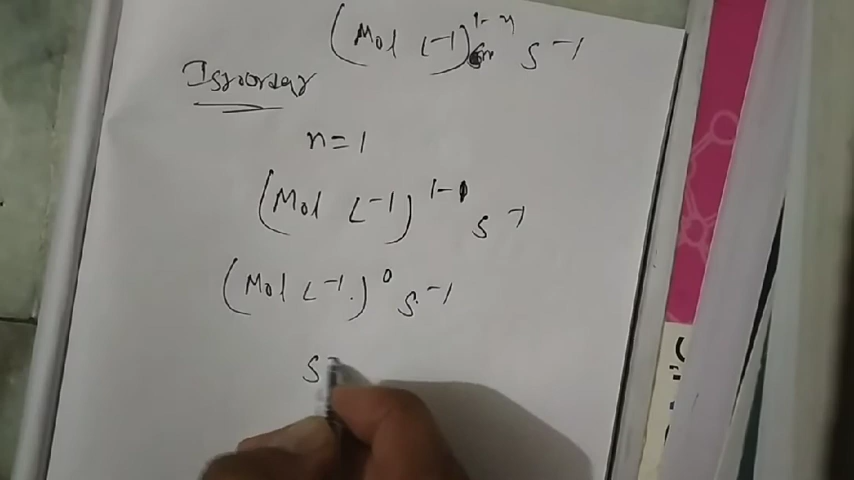 (Mol L-1)1-n s-1
Ist order
n=1
(Mol L-1)1-1 s-1
(Mol L-1.)0 s-1
s